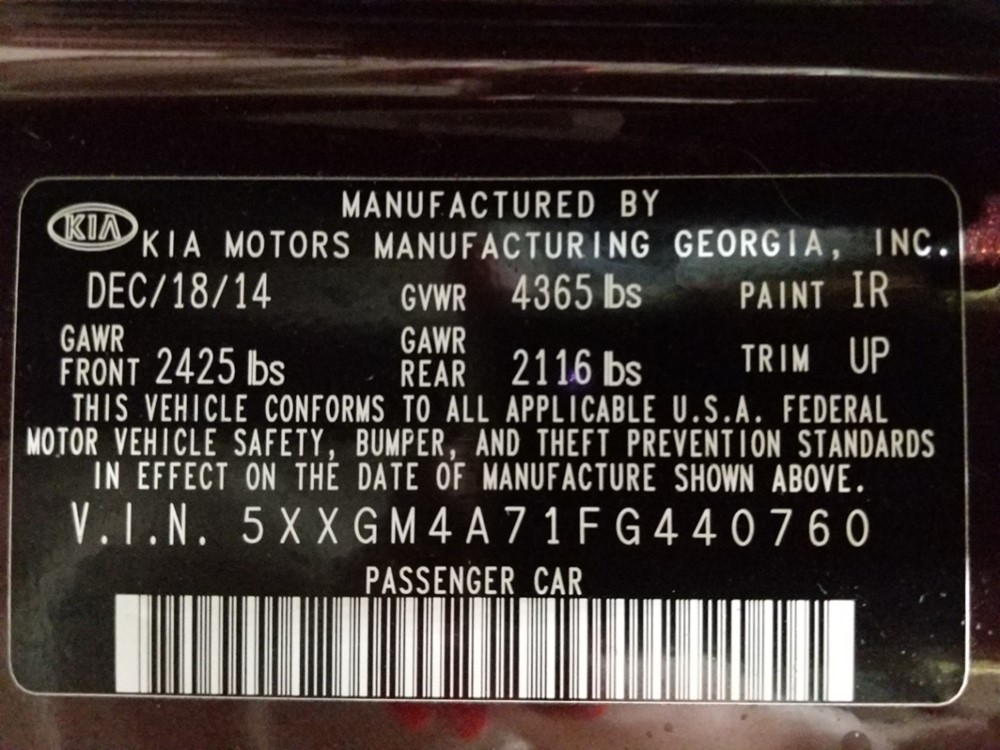 MANUFACTURED BY
KIA KIA MOTORS MANUFACTURING GEORGIA, INC.
DEC/18/14 GVWR 4365 lbs PAINT IR
GAWR FRONT 2425 lbs GAWR REAR 2116 lbs TRIM UP
THIS VEHICLE CONFORMS TO ALL APPLICABLE U.S.A. FEDERAL
MOTOR VEHICLE SAFETY, BUMPER, AND THEFT PREVENTION STANDARDS
IN EFFECT ON THE DATE OF MANUFACTURE SHOWN ABOVE.
V.I.N. 5XXGM4A71FG440760
PASSENGER CAR